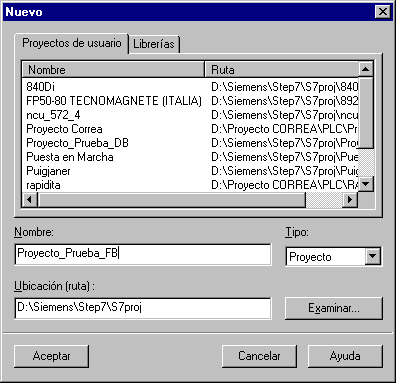 Nuevo
Proyectos de usuario Librerías
Nombre Ruta
840Di D:\Siemens\Step7\S7proj\840
FP50-80 TECNOMAGNETE (ITALIA) D:\Siemens\Step7\S7proj\892
ncu_572_4 D:\Siemens\Step7\S7proj\ncu
Proyecto Correa D:\Proyecto CORREA\PLC\Pr
Proyecto_Prueba_DB D:\Siemens\Step7\S7proj\Pro
Puesta en Marcha D:\Siemens\Step7\S7proj\Pue
Puigjaner D:\Siemens\Step7\S7proj\Puig
rapidita D:\Proyecto CORREA\PLC\RA
Nombre: Tipo:
Proyecto_Prueba_FB Proyecto
Ubicación (ruta) :
D:\Siemens\Step7\S7proj Examinar...
Aceptar Cancelar Ayuda